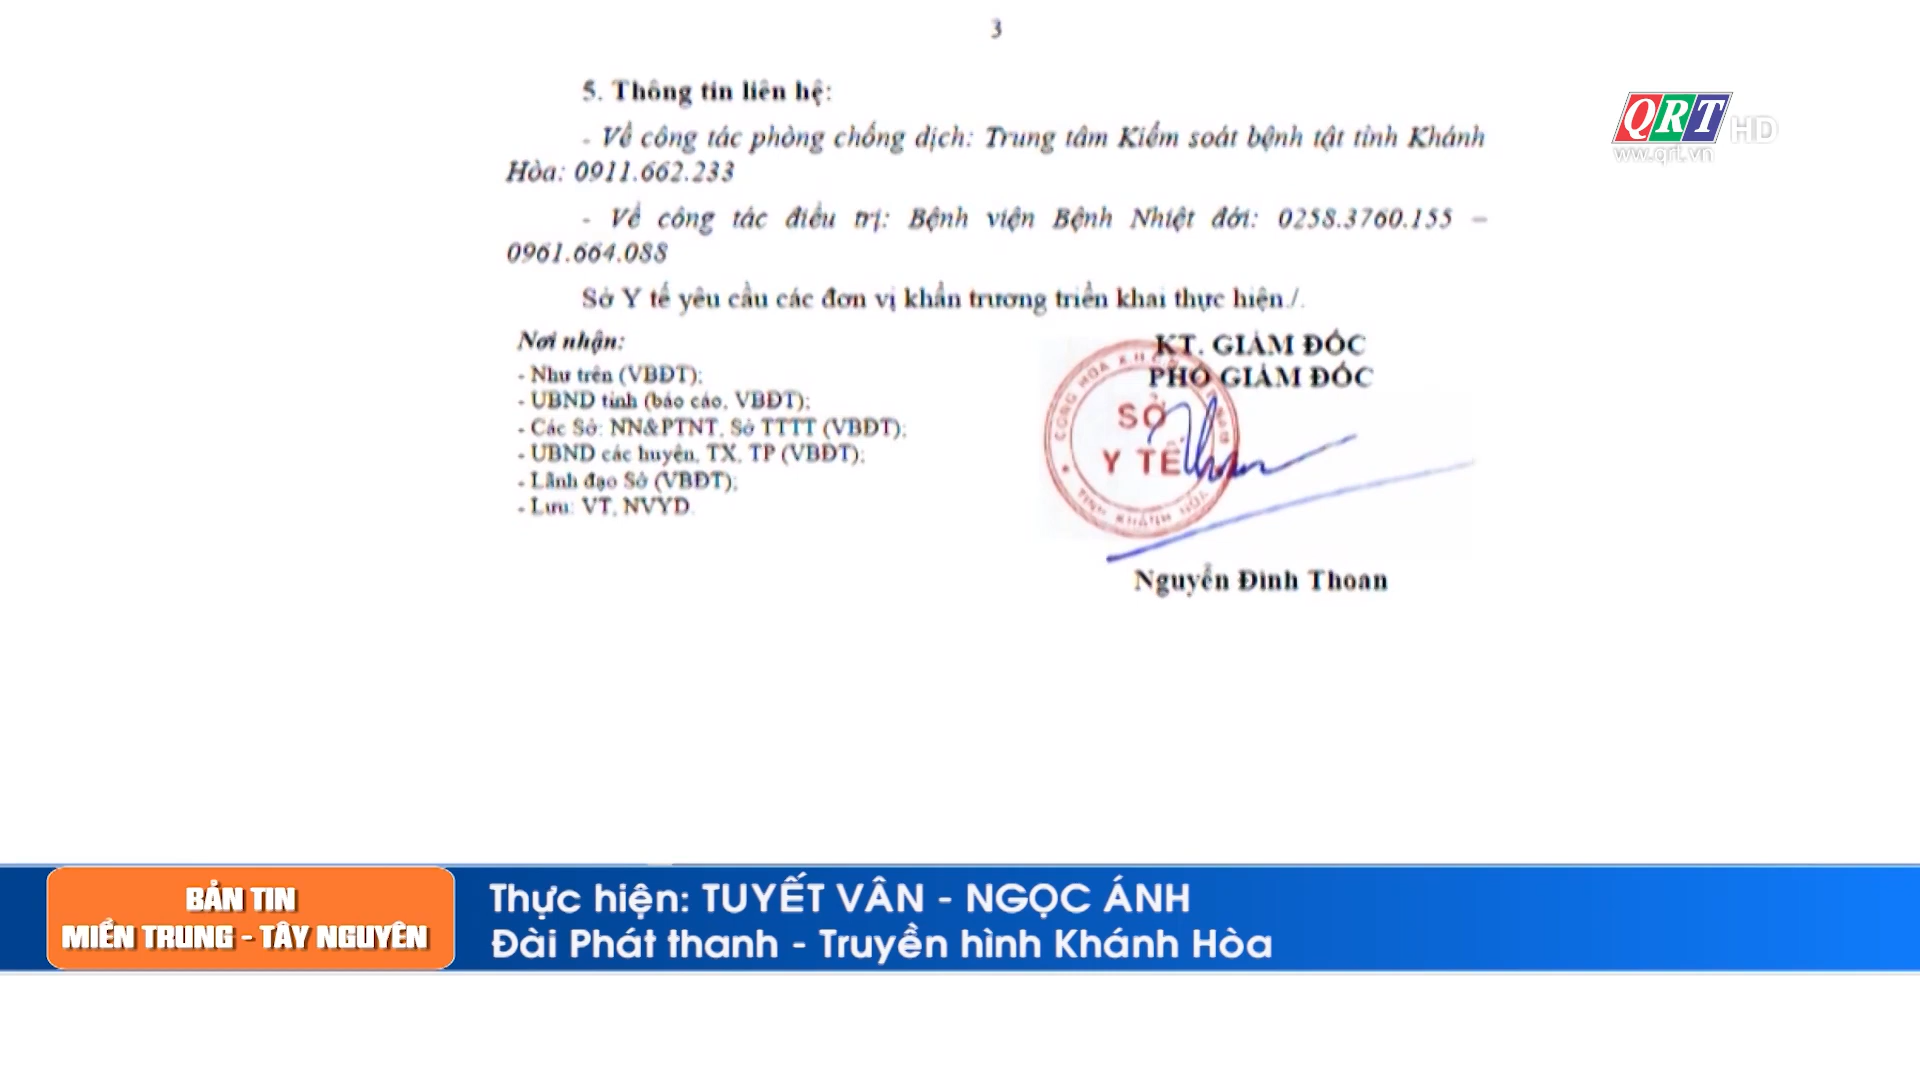 3
5. Thông tin liên hệ:
- Về công tác phòng chống dịch: Trung tâm Kiểm soát bệnh tật tỉnh Khánh
Hòa: 0911.662.233
- Về công tác điều trị: Bệnh viện Bệnh Nhiệt đới: 0258.3760.155 –
0961.664.088
Sở Y tế yêu cầu các đơn vị khẩn trương triển khai thực hiện./.
Nơi nhận:
- Như trên (VBĐT);
- UBND tỉnh (báo cáo, VBĐT);
- Các Sở: NN&PTNT, Sở TTTT (VBĐT);
- UBND các huyện, TX, TP (VBĐT);
- Lãnh đạo Sở (VBĐT);
- Lưu: VT, NVYD.
KT. GIÁM ĐỐC
PHÓ GIÁM ĐỐC
SỞ
Y TẾ
TỈNH KHÁNH HÒA
Nguyễn Đình Thoan
QRT HD
ww.qrt.vn
BẢN TIN
MIỀN TRUNG - TÂY NGUYÊN
Thực hiện: TUYẾT VÂN - NGỌC ÁNH
Đài Phát thanh - Truyền hình Khánh Hòa